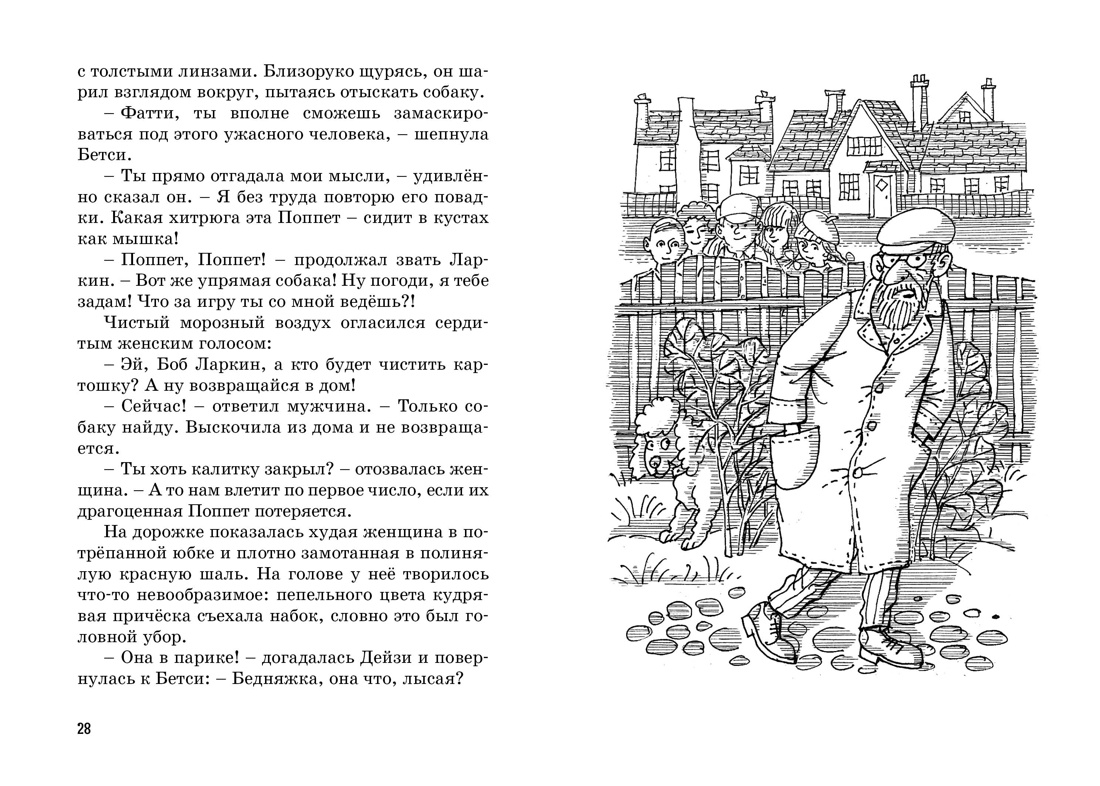 с толстыми линзами. Близоруко щурясь, он ша-
рил взглядом вокруг, пытаясь отыскать собаку.
– Фатти, ты вполне сможешь замаскиро-
ваться под этого ужасного человека, – шепнула
Бетси.
– Ты прямо отгадала мои мысли, – удивлён-
но сказал он. – Я без труда повторю его повад-
ки. Какая хитрюга эта Поппет – сидит в кустах
как мышка!
– Поппет, Поппет! – продолжал звать Лар-
кин. – Вот же упрямая собака! Ну погоди, я тебе
задам! Что за игру ты со мной ведёшь?!
Чистый морозный воздух огласился серди-
тым женским голосом:
– Эй, Боб Ларкин, а кто будет чистить кар-
тошку? А ну возвращайся в дом!
– Сейчас! – ответил мужчина. – Только со-
баку найду. Выскочила из дома и не возвраща-
ется.
– Ты хоть калитку закрыл? – отозвалась жен-
щина. – А то нам влетит по первое число, если их
драгоценная Поппет потеряется.
На дорожке показалась худая женщина в по-
трёпанной юбке и плотно замотанная в полиня-
лую красную шаль. На голове у неё творилось
что-то невообразимое: пепельного цвета кудря-
вая причёска съехала набок, словно это был го-
ловной убор.
– Она в парике! – догадалась Дейзи и повер-
нулась к Бетси: – Бедняжка, она что, лысая?
28